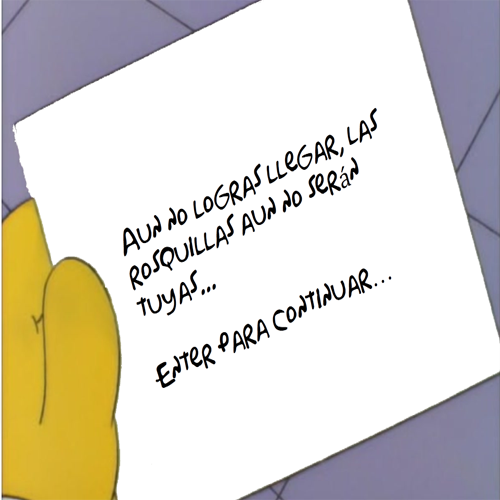 AUN NO LOGRAS LLEGAR, LAS
ROSQUILLAS AUN NO SERán
TUYAS...
ENTER PARA CONTINUAR...